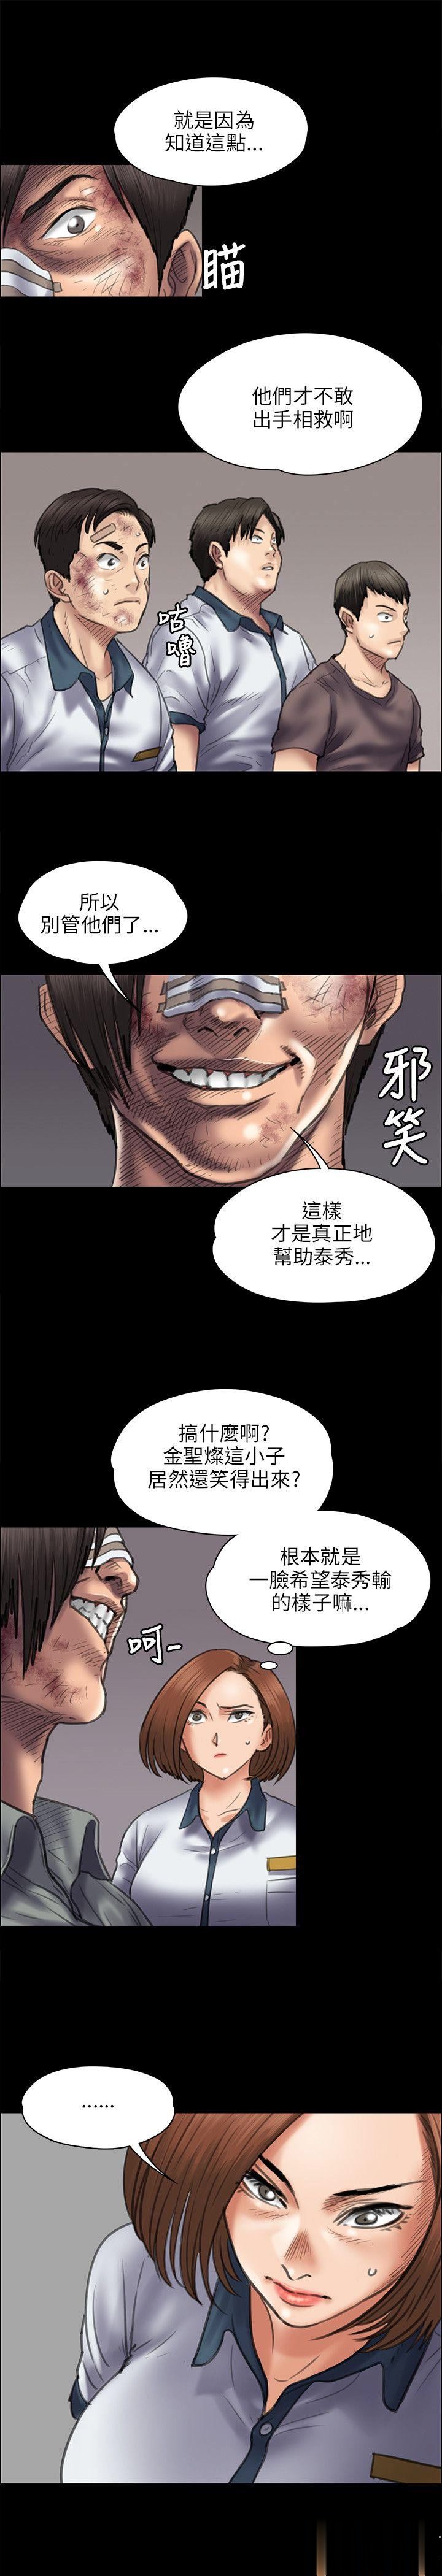 就是因為
知道這點...
瞄
他們才不敢
出手相救啊
咕
嚕
所以
別管他們了...
邪
笑
這樣
才是真正地
幫助泰秀...
搞什麼啊?
金聖燦這小子
居然還笑得出來?
根本就是
一臉希望泰秀輸
的樣子嘛...
呵-
......